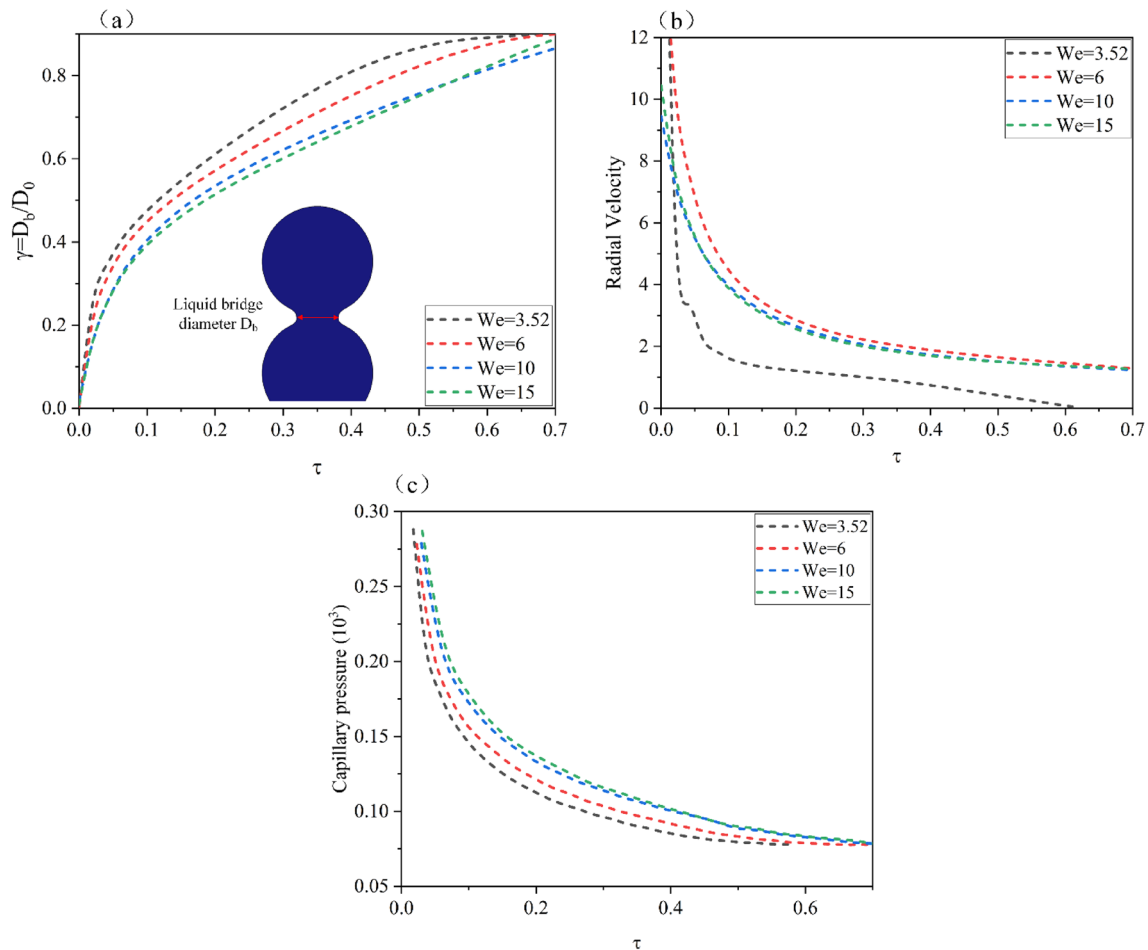 （a）
γ=D_b/D_0
0.8
0.6
0.4
0.2
0.0
0.0 0.1 0.2 0.3 0.4 0.5 0.6 0.7
τ
Liquid bridge
diameter D_b
We=3.52
We=6
We=10
We=15
（b）
Radial Velocity
12
10
8
6
4
2
0
0.0 0.1 0.2 0.3 0.4 0.5 0.6 0.7
τ
We=3.52
We=6
We=10
We=15
（c）
Capillary pressure (10³)
0.30
0.25
0.20
0.15
0.10
0.05
0.0 0.2 0.4 0.6
τ
We=3.52
We=6
We=10
We=15